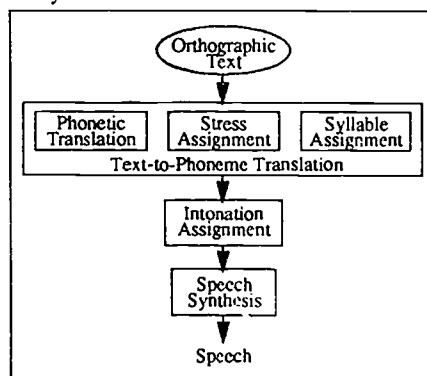 Orthographic
Text
Phonetic
Translation
Stress
Assignment
Syllable
Assignment
Text-to-Phoneme Translation
Intonation
Assignment
Speech
Synthesis
Speech